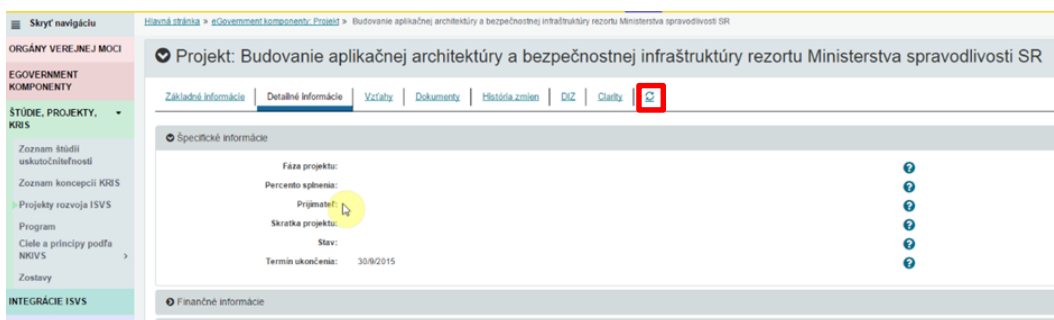 Skryť navigáciu
Hlavná stránka » eGovernment komponenty: Projekt » Budovanie aplikačnej architektúry a bezpečnostnej infraštruktúry rezortu Ministerstva spravodlivosti SR
ORGÁNY VEREJNEJ MOCI
EGOVERNMENT
KOMPONENTY
ŠTÚDIE, PROJEKTY,
KRIS
Zoznam štúdií
uskutočniteľnosti
Zoznam koncepcií KRIS
Projekty rozvoja ISVS
Program
Ciele a princípy podľa
NKIVS
Zostavy
INTEGRÁCIE ISVS
Projekt: Budovanie aplikačnej architektúry a bezpečnostnej infraštruktúry rezortu Ministerstva spravodlivosti SR
Základné informácie Detailné informácie Vzťahy Dokumenty História zmien DIZ Clarity
Špecifické informácie
Fáza projektu:
Percento splnenia:
Prijímateľ:
Skratka projektu:
Stav:
Termín ukončenia: 30/9/2015
Finančné informácie